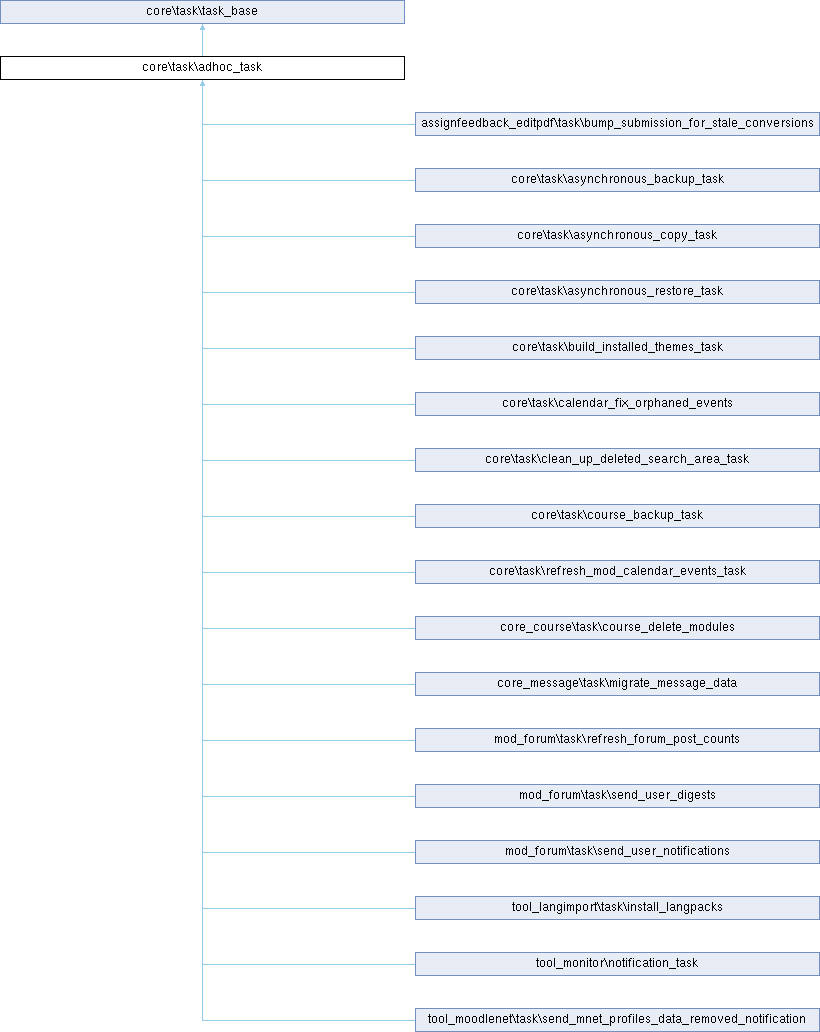 core\task\task_base
core\task\adhoc_task
assignfeedback_editpdf\task\bump_submission_for_stale_conversions
core\task\asynchronous_backup_task
core\task\asynchronous_copy_task
core\task\asynchronous_restore_task
core\task\build_installed_themes_task
core\task\calendar_fix_orphaned_events
core\task\clean_up_deleted_search_area_task
core\task\course_backup_task
core\task\refresh_mod_calendar_events_task
core_course\task\course_delete_modules
core_message\task\migrate_message_data
mod_forum\task\refresh_forum_post_counts
mod_forum\task\send_user_digests
mod_forum\task\send_user_notifications
tool_langimport\task\install_langpacks
tool_monitor\notification_task
tool_moodlenet\task\send_mnet_profiles_data_removed_notification